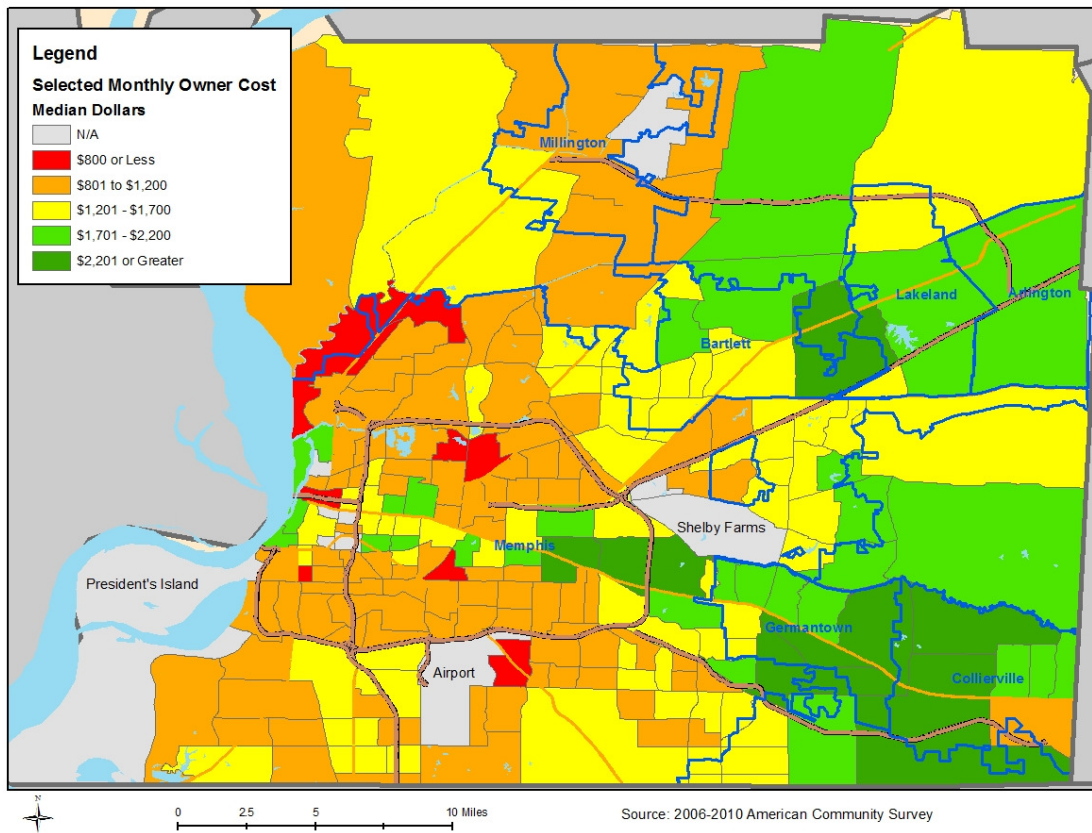 Legend
Selected Monthly Owner Cost
Median Dollars
N/A
$800 or Less
$801 to $1,200
$1,201 - $1,700
$1,701 - $2,200
$2,201 or Greater
Millington
Lakeland
Arlington
Bartlett
Shelby Farms
Memphis
President's Island
Germantown
Airport
Collierville
N
0 2.5 5 10 Miles
Source: 2006-2010 American Community Survey